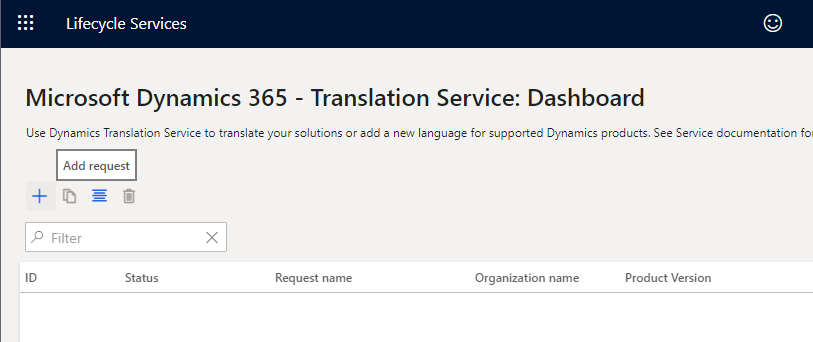 Lifecycle Services
Microsoft Dynamics 365 - Translation Service: Dashboard
Use Dynamics Translation Service to translate your solutions or add a new language for supported Dynamics products. See Service documentation for
Add request
Filter
ID Status Request name Organization name Product Version